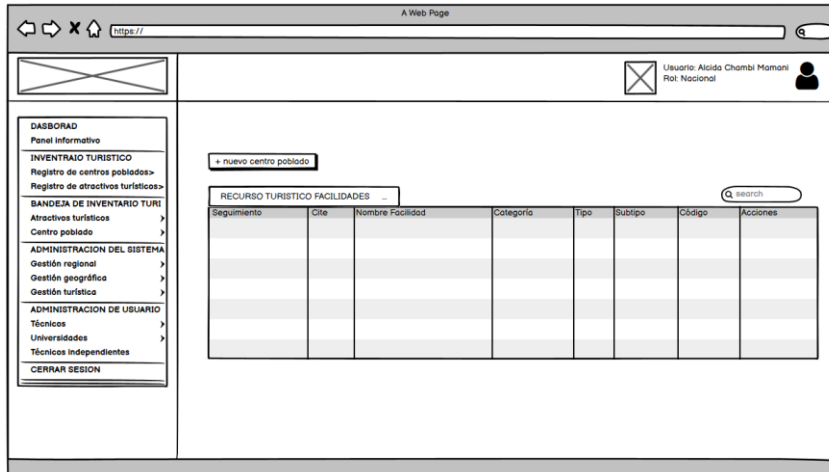 A Web Page
https://
Usuario: Alcida Chambi Mamani
Rol: Nacional
DASBORAD
Panel informativo
INVENTRAIO TURISTICO
Registro de centros poblados>
Registro de atractivos turísticos>
BANDEJA DE INVENTARIO TURI
Atractivos turísticos >
Centro poblado >
ADMINISTRACION DEL SISTEMA
Gestión regional >
Gestión geográfica >
Gestión turística >
ADMINISTRACION DE USUARIO
Técnicos >
Universidades >
Técnicos independientes
CERRAR SESION
+ nuevo centro poblado
RECURSO TURISTICO FACILIDADES ...
search
Seguimiento Cite Nombre Facilidad Categoría Tipo Subtipo Código Acciones